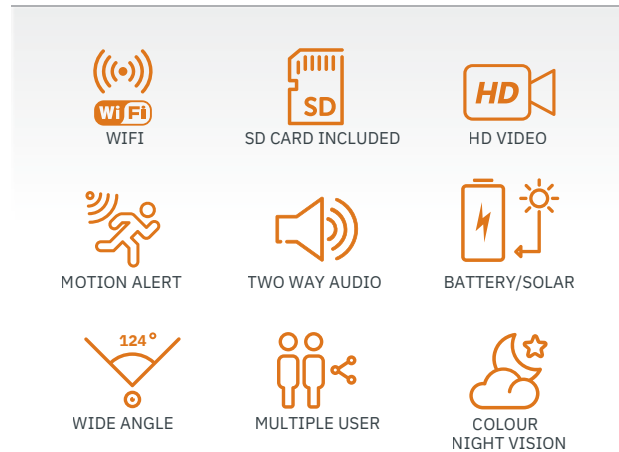 WiFi
SD
HD
WIFI
SD CARD INCLUDED
HD VIDEO
MOTION ALERT
TWO WAY AUDIO
BATTERY/SOLAR
124°
WIDE ANGLE
MULTIPLE USER
COLOUR
NIGHT VISION